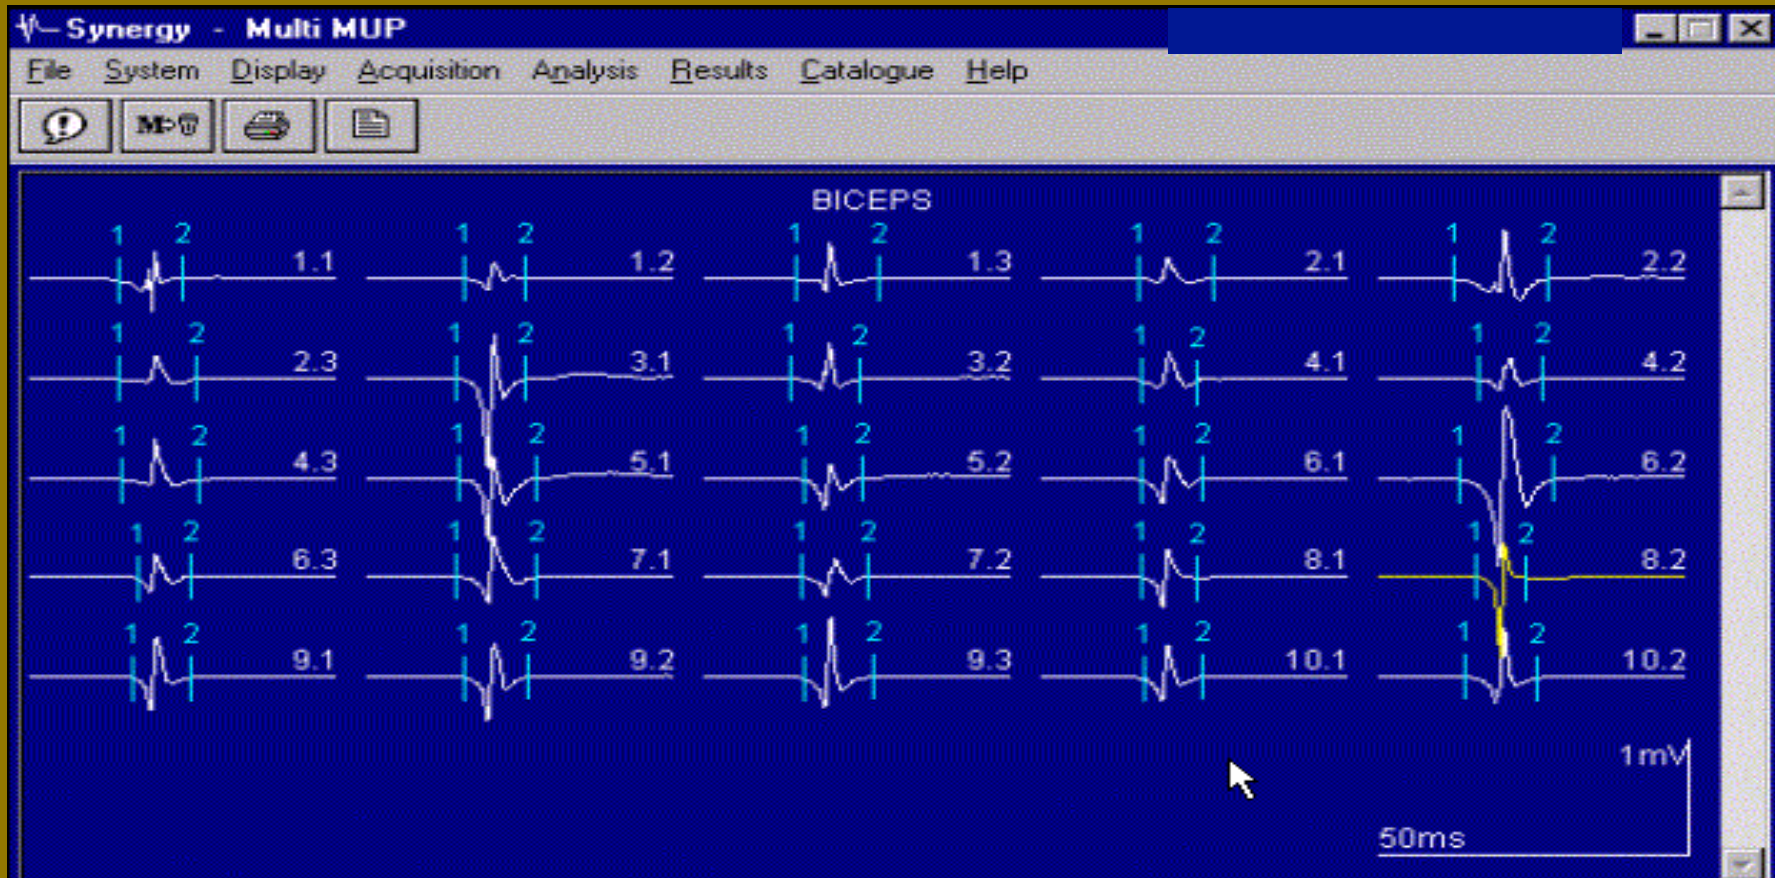 Synergy - Multi MUP
File System Display Acquisition Analysis Results Catalogue Help
M
BICEPS
1 2 1 2 1 2 1 2 1 2
1.1 1.2 1.3 2.1 2.2
1 2 1 2 1 2 1 2 1 2
2.3 3.1 3.2 4.1 4.2
1 2 1 2 1 2 1 2 1 2
4.3 5.1 5.2 6.1 6.2
1 2 1 2 1 2 1 2 1 2
6.3 7.1 7.2 8.1 8.2
1 2 1 2 1 2 1 2 1 2
9.1 9.2 9.3 10.1 10.2
1mV
50ms